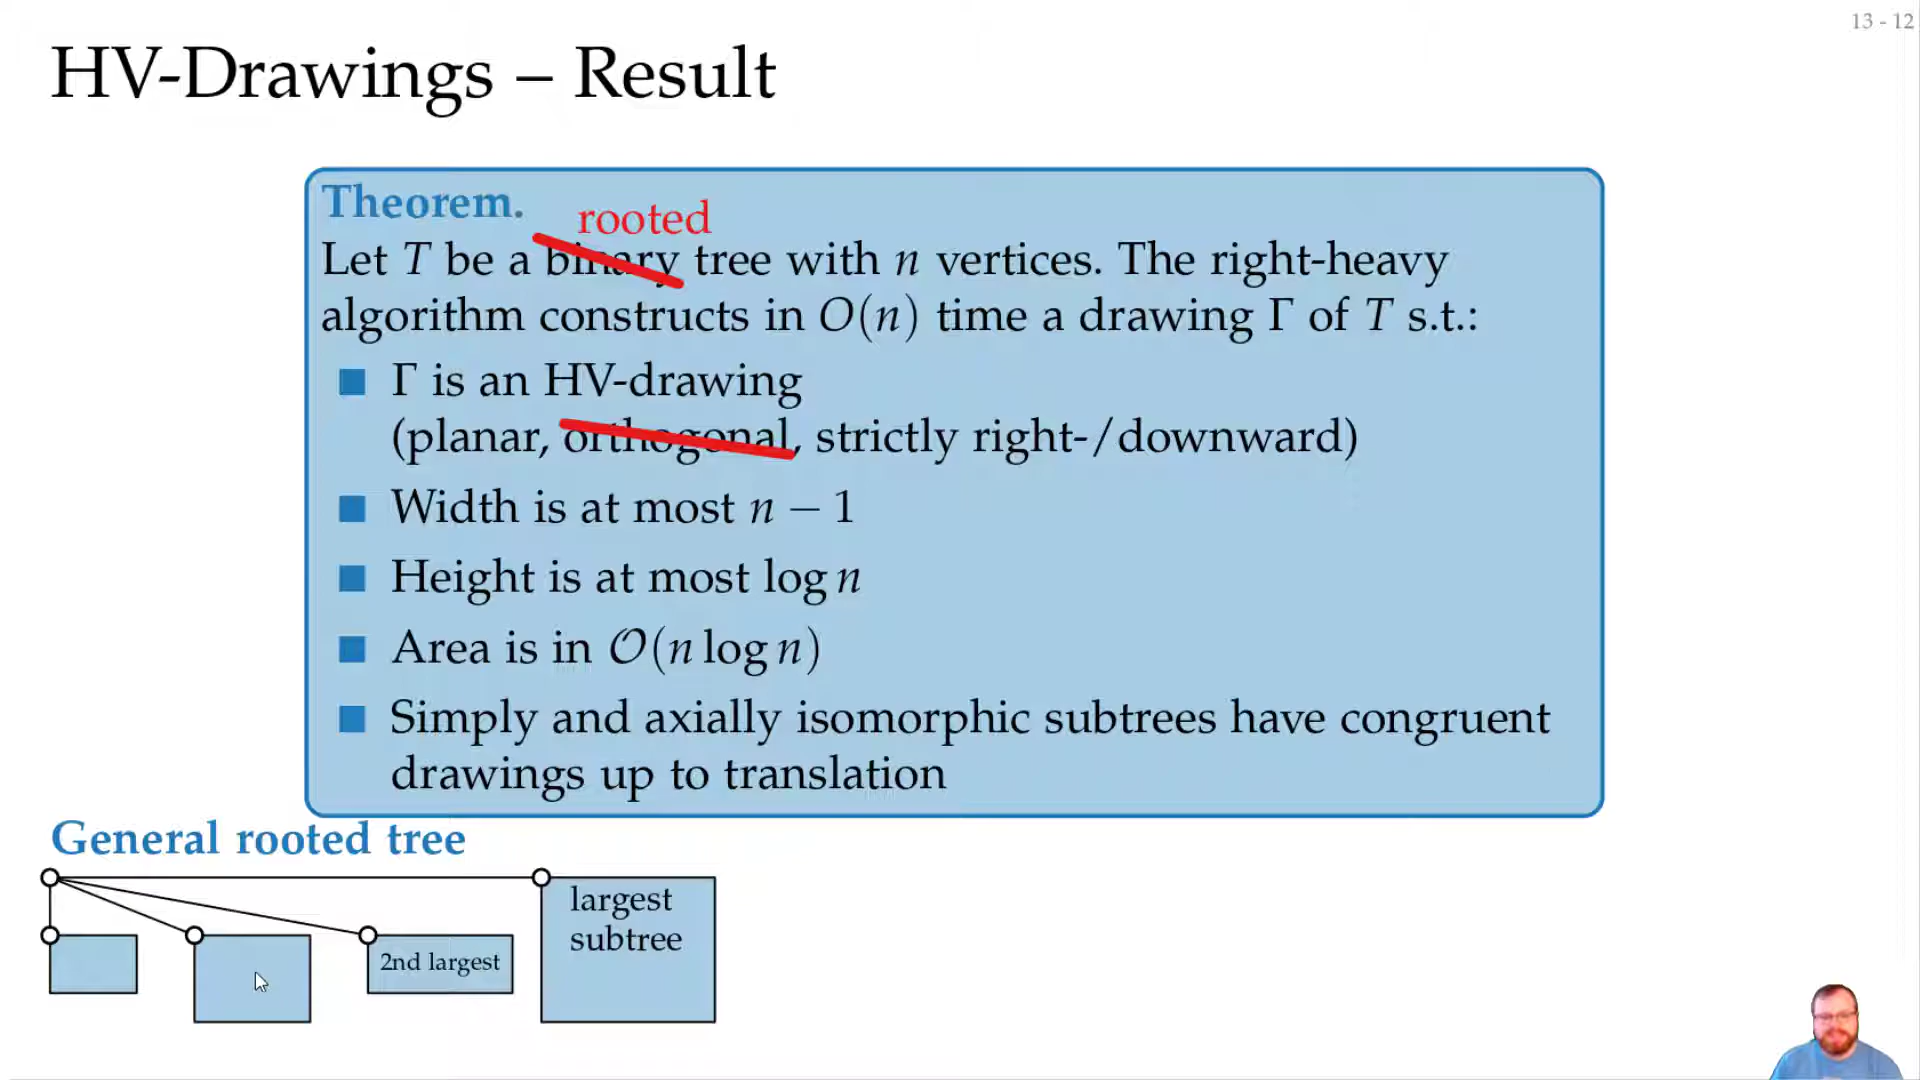 13 - 12
HV-Drawings – Result
Theorem.
rooted
Let T be a binary tree with n vertices. The right-heavy
algorithm constructs in O(n) time a drawing Γ of T s.t.:
Γ is an HV-drawing
(planar, orthogonal, strictly right-/downward)
Width is at most n − 1
Height is at most log n
Area is in 𝒪(n log n)
Simply and axially isomorphic subtrees have congruent
drawings up to translation
General rooted tree
largest
subtree
2nd largest